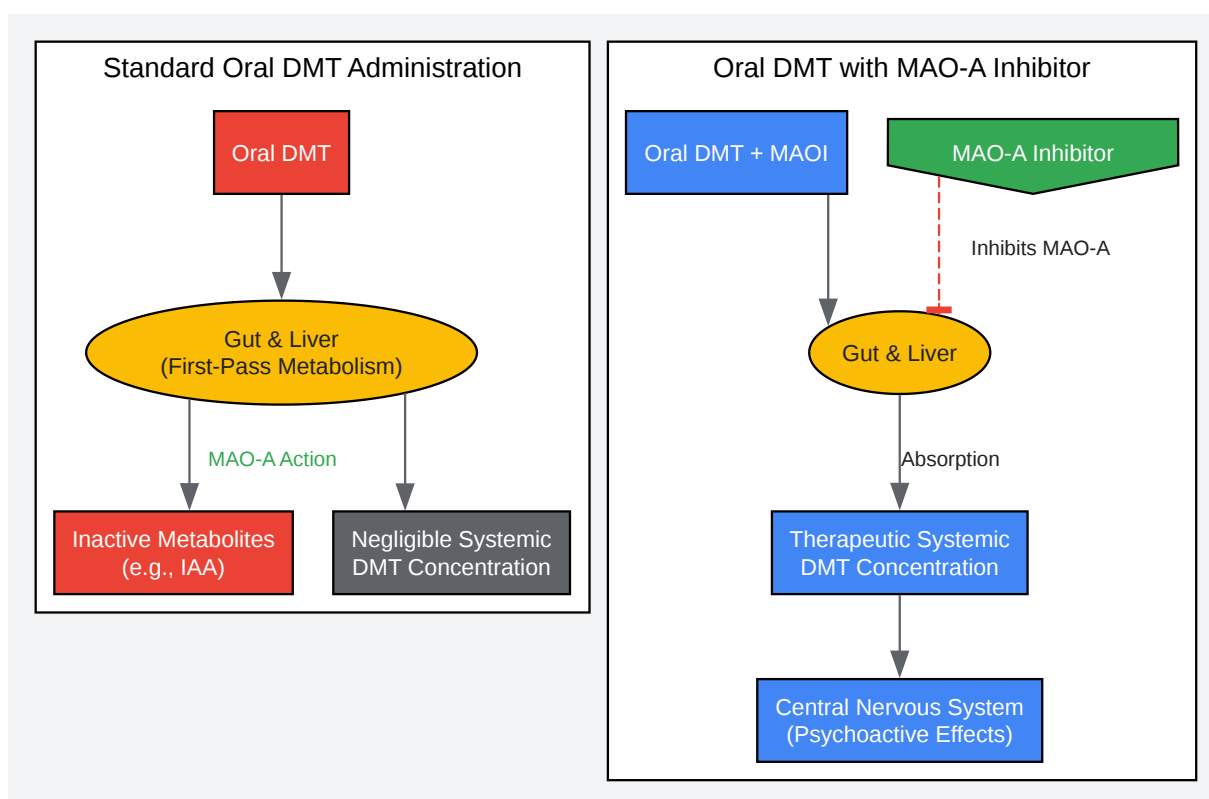 Standard Oral DMT Administration
Oral DMT
Gut & Liver
(First-Pass Metabolism)
MAO-A Action
Inactive Metabolites
(e.g., IAA)
Negligible Systemic
DMT Concentration
Oral DMT with MAO-A Inhibitor
Oral DMT + MAOI
MAO-A Inhibitor
Inhibits MAO-A
Gut & Liver
Absorption
Therapeutic Systemic
DMT Concentration
Central Nervous System
(Psychoactive Effects)